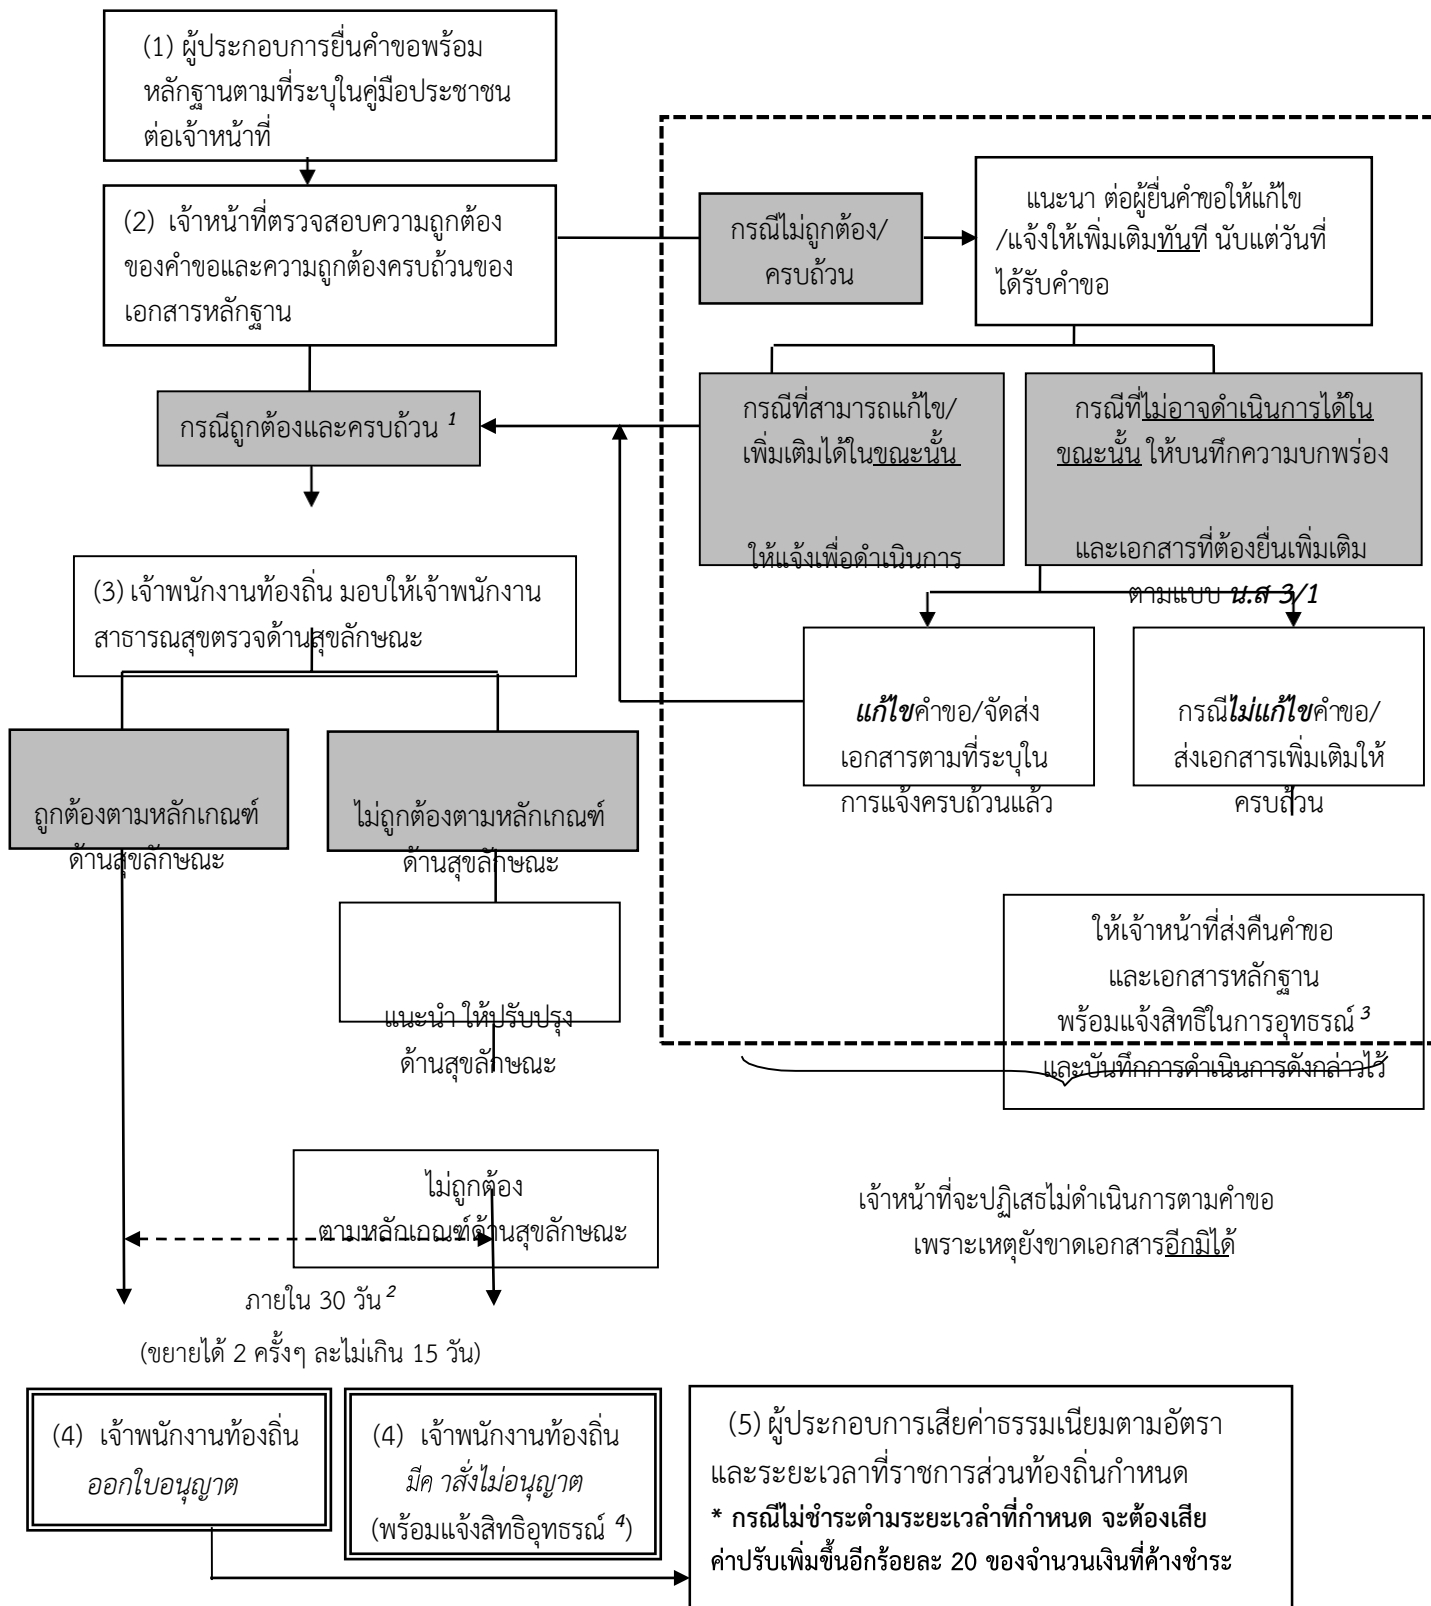 (1) ผู้ประกอบการยื่นคำขอพร้อม
หลักฐานตามที่ระบุในคู่มือประชาชน
ต่อเจ้าหน้าที่
(2) เจ้าหน้าที่ตรวจสอบความถูกต้อง
ของคำขอและความถูกต้องครบถ้วนของ
เอกสารหลักฐาน
กรณีไม่ถูกต้อง/
ครบถ้วน
แนะนา ต่อผู้ยื่นคำขอให้แก้ไข
/แจ้งให้เพิ่มเติมทันที นับแต่วันที่
ได้รับคำขอ
กรณีถูกต้องและครบถ้วน 1
กรณีที่สามารถแก้ไข/
เพิ่มเติมได้ในขณะนั้น
ให้แจ้งเพื่อดำเนินการ
กรณีที่ไม่อาจดำเนินการได้ใน
ขณะนั้น ให้บนทึกความบกพร่อง
และเอกสารที่ต้องยื่นเพิ่มเติม
ตามแบบ น.ส 3/1
(3) เจ้าพนักงานท้องถิ่น มอบให้เจ้าพนักงาน
สาธารณสุขตรวจด้านสุขลักษณะ
แก้ไขคำขอ/จัดส่ง
เอกสารตามที่ระบุใน
การแจ้งครบถ้วนแล้ว
กรณีไม่แก้ไขคำขอ/
ส่งเอกสารเพิ่มเติมให้
ครบถ้วน
ถูกต้องตามหลักเกณฑ์
ด้านสุขลักษณะ
ไม่ถูกต้องตามหลักเกณฑ์
ด้านสุขลักษณะ
แนะนำ ให้ปรับปรุง
ด้านสุขลักษณะ
ให้เจ้าหน้าที่ส่งคืนคำขอ
และเอกสารหลักฐาน
พร้อมแจ้งสิทธิในการอุทธรณ์ 3
และบันทึกการดำเนินการดังกล่าวไว้
ไม่ถูกต้อง
ตามหลักเกณฑ์ด้านสุขลักษณะ
เจ้าหน้าที่จะปฏิเสธไม่ดำเนินการตามคำขอ
เพราะเหตุยังขาดเอกสารอีกมิได้
ภายใน 30 วัน 2
(ขยายได้ 2 ครั้งๆ ละไม่เกิน 15 วัน)
(4) เจ้าพนักงานท้องถิ่น
ออกใบอนุญาต
(4) เจ้าพนักงานท้องถิ่น
มีค าสั่งไม่อนุญาต
(พร้อมแจ้งสิทธิอุทธรณ์ 4)
(5) ผู้ประกอบการเสียค่าธรรมเนียมตามอัตรา
และระยะเวลาที่ราชการส่วนท้องถิ่นกำหนด
* กรณีไม่ชำระตำมระยะเวลำที่กำหนด จะต้องเสีย
ค่าปรับเพิ่มขึ้นอีกร้อยละ 20 ของจำนวนเงินที่ค้างชำระ